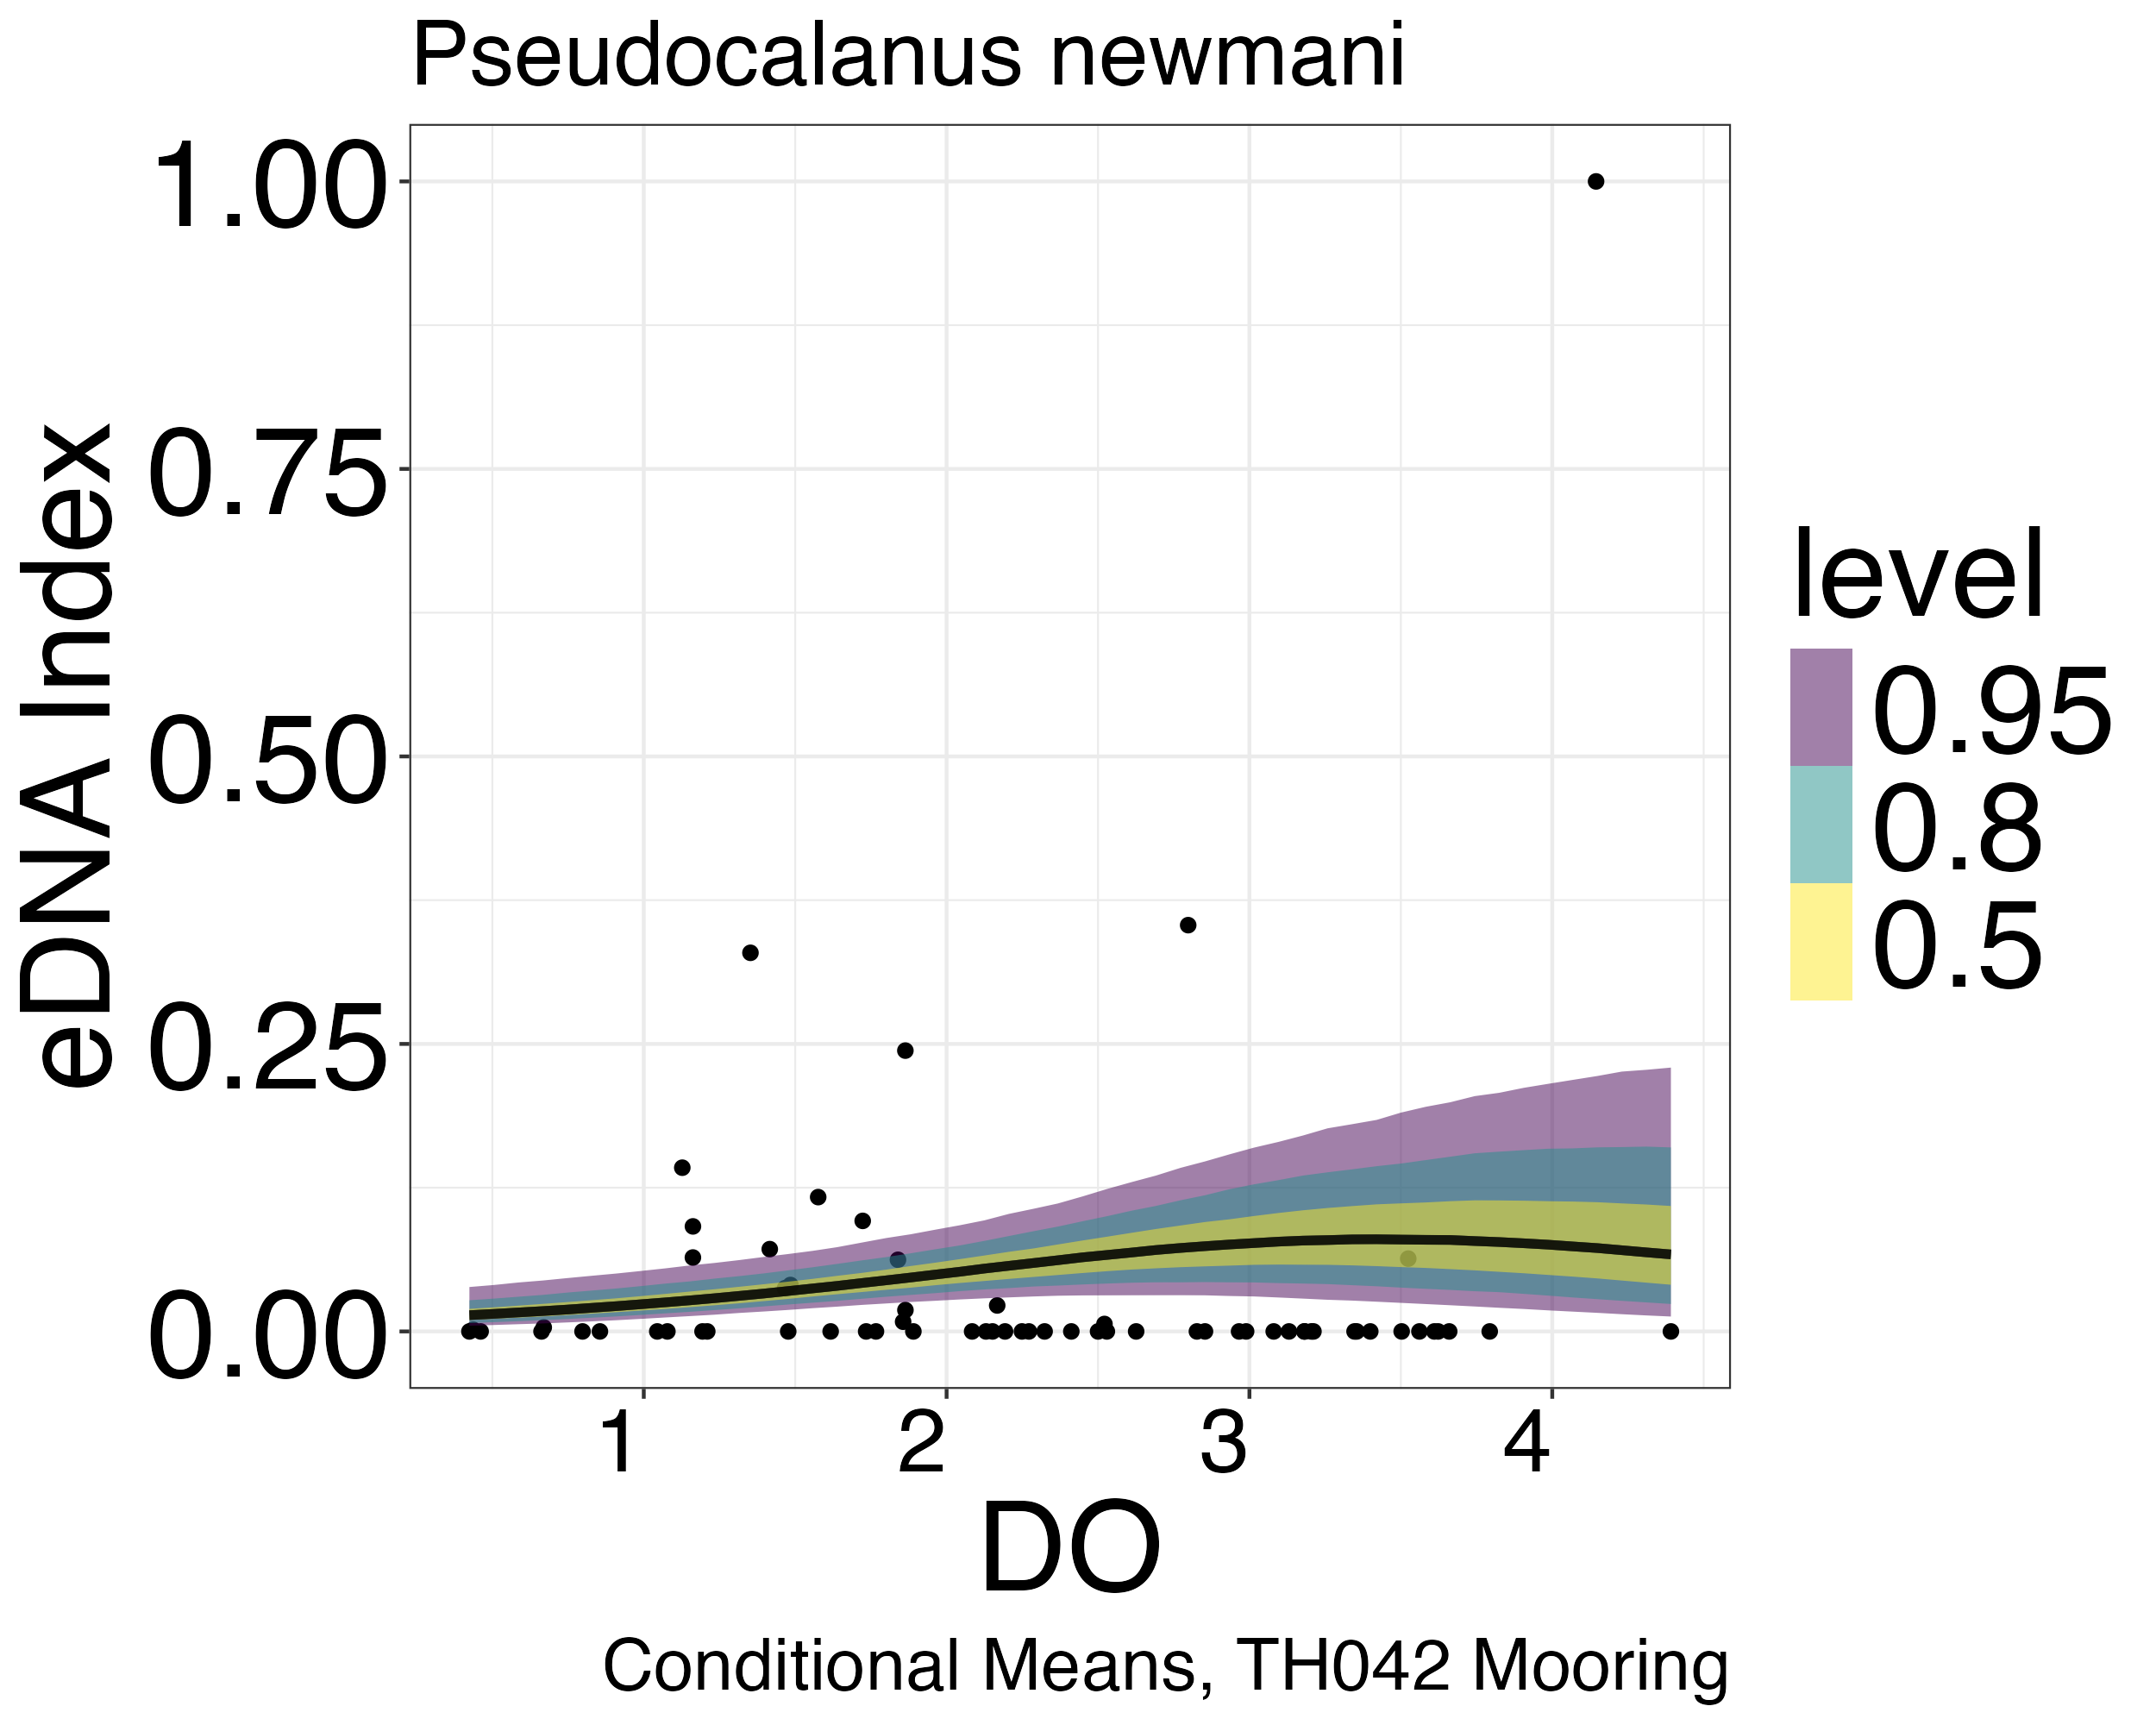 Pseudocalanus newmani
1.00
0.75
0.50
0.25
0.00
eDNA Index
1 2 3 4
DO
Conditional Means, TH042 Mooring
level
0.95
0.8
0.5